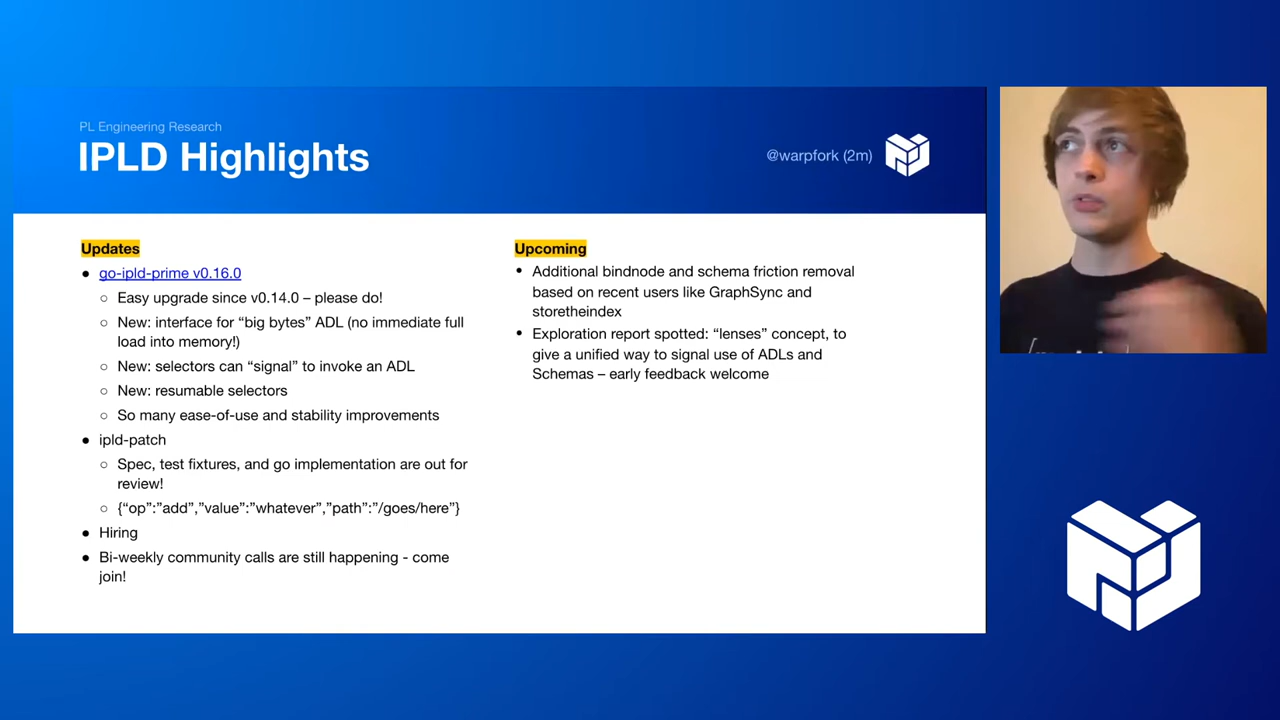 PL Engineering Research
IPLD Highlights
@warpfork (2m)
Updates
● go-ipld-prime v0.16.0
○ Easy upgrade since v0.14.0 – please do!
○ New: interface for “big bytes” ADL (no immediate full
load into memory!)
○ New: selectors can “signal” to invoke an ADL
○ New: resumable selectors
○ So many ease-of-use and stability improvements
● ipld-patch
○ Spec, test fixtures, and go implementation are out for
review!
○ {“op”:”add”,”value”:”whatever”,”path”:”/goes/here”}
● Hiring
● Bi-weekly community calls are still happening - come
join!
Upcoming
• Additional bindnode and schema friction removal
based on recent users like GraphSync and
storetheindex
• Exploration report spotted: “lenses” concept, to
give a unified way to signal use of ADLs and
Schemas – early feedback welcome